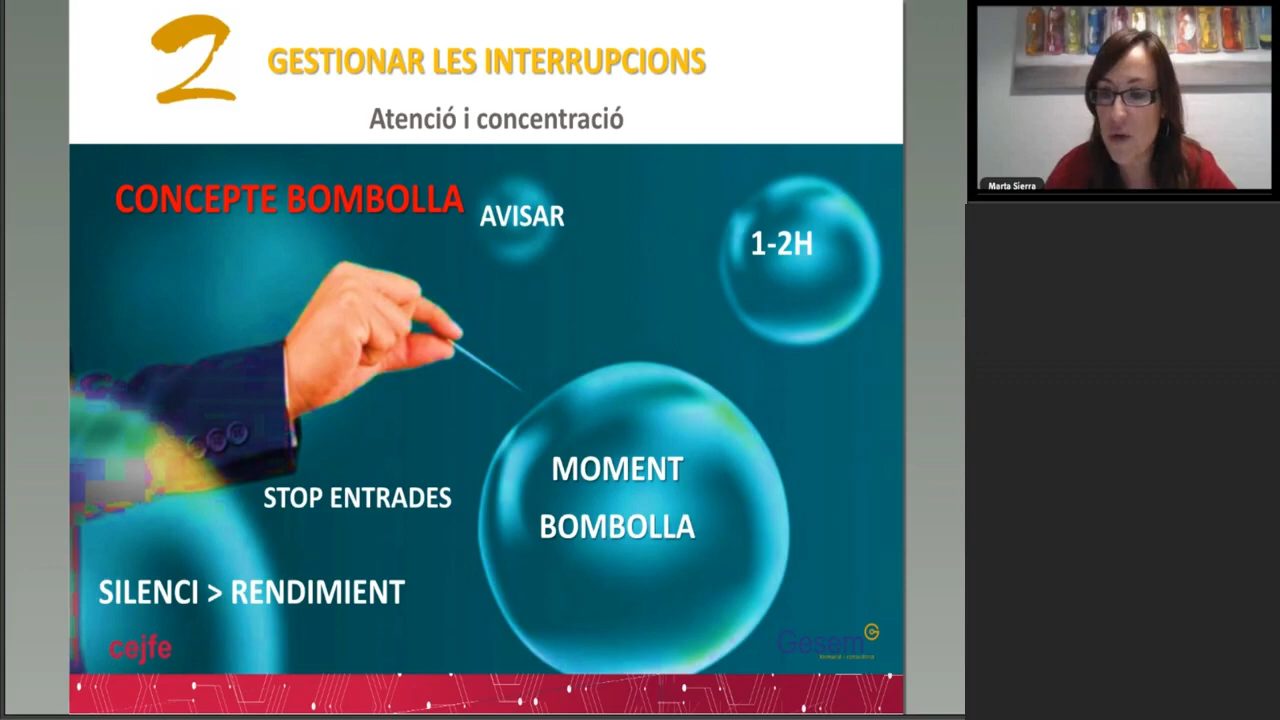 2
GESTIONAR LES INTERRUPCIONS
Atenció i concentració
CONCEPTE BOMBOLLA
AVISAR
1-2H
MOMENT
BOMBOLLA
STOP ENTRADES
SILENCI > RENDIMIENT
cejfe
Gesem
Marta Sierra